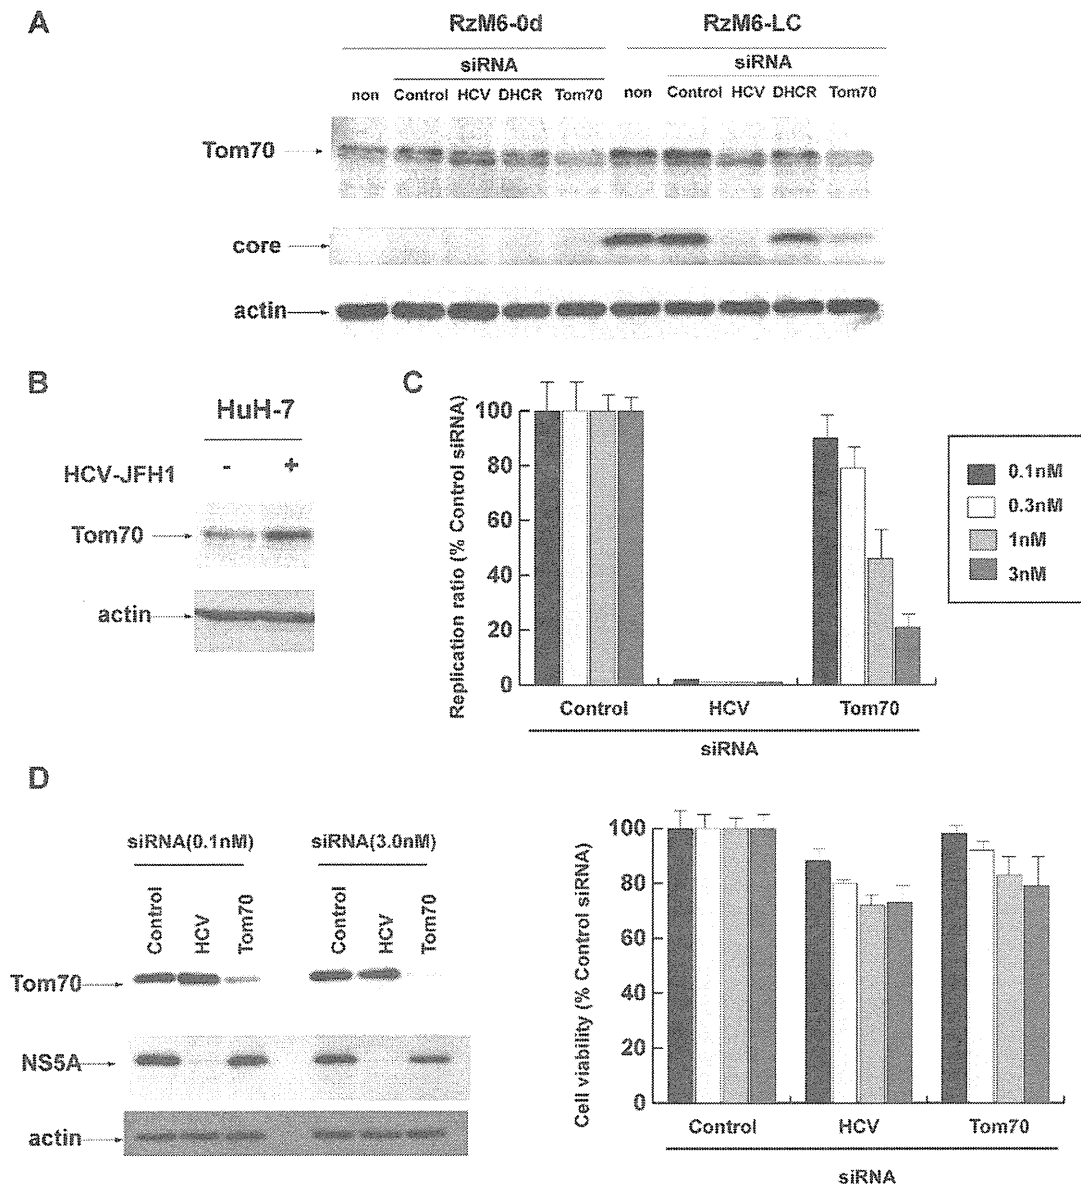 A
RzM6-0d RzM6-LC
siRNA siRNA
non Control HCV DHCR Tom70 non Control HCV DHCR Tom70
Tom70
core
actin
B
HuH-7
HCV-JFH1 - +
Tom70
actin
C
Replication ratio (% Control siRNA)
100
80
60
40
20
0
Control HCV Tom70
siRNA
0.1nM
0.3nM
1nM
3nM
D
siRNA(0.1nM) siRNA(3.0nM)
Control HCV Tom70 Control HCV Tom70
Tom70
NS5A
actin
Cell viability (% Control siRNA)
100
80
60
40
20
0
Control HCV Tom70
siRNA